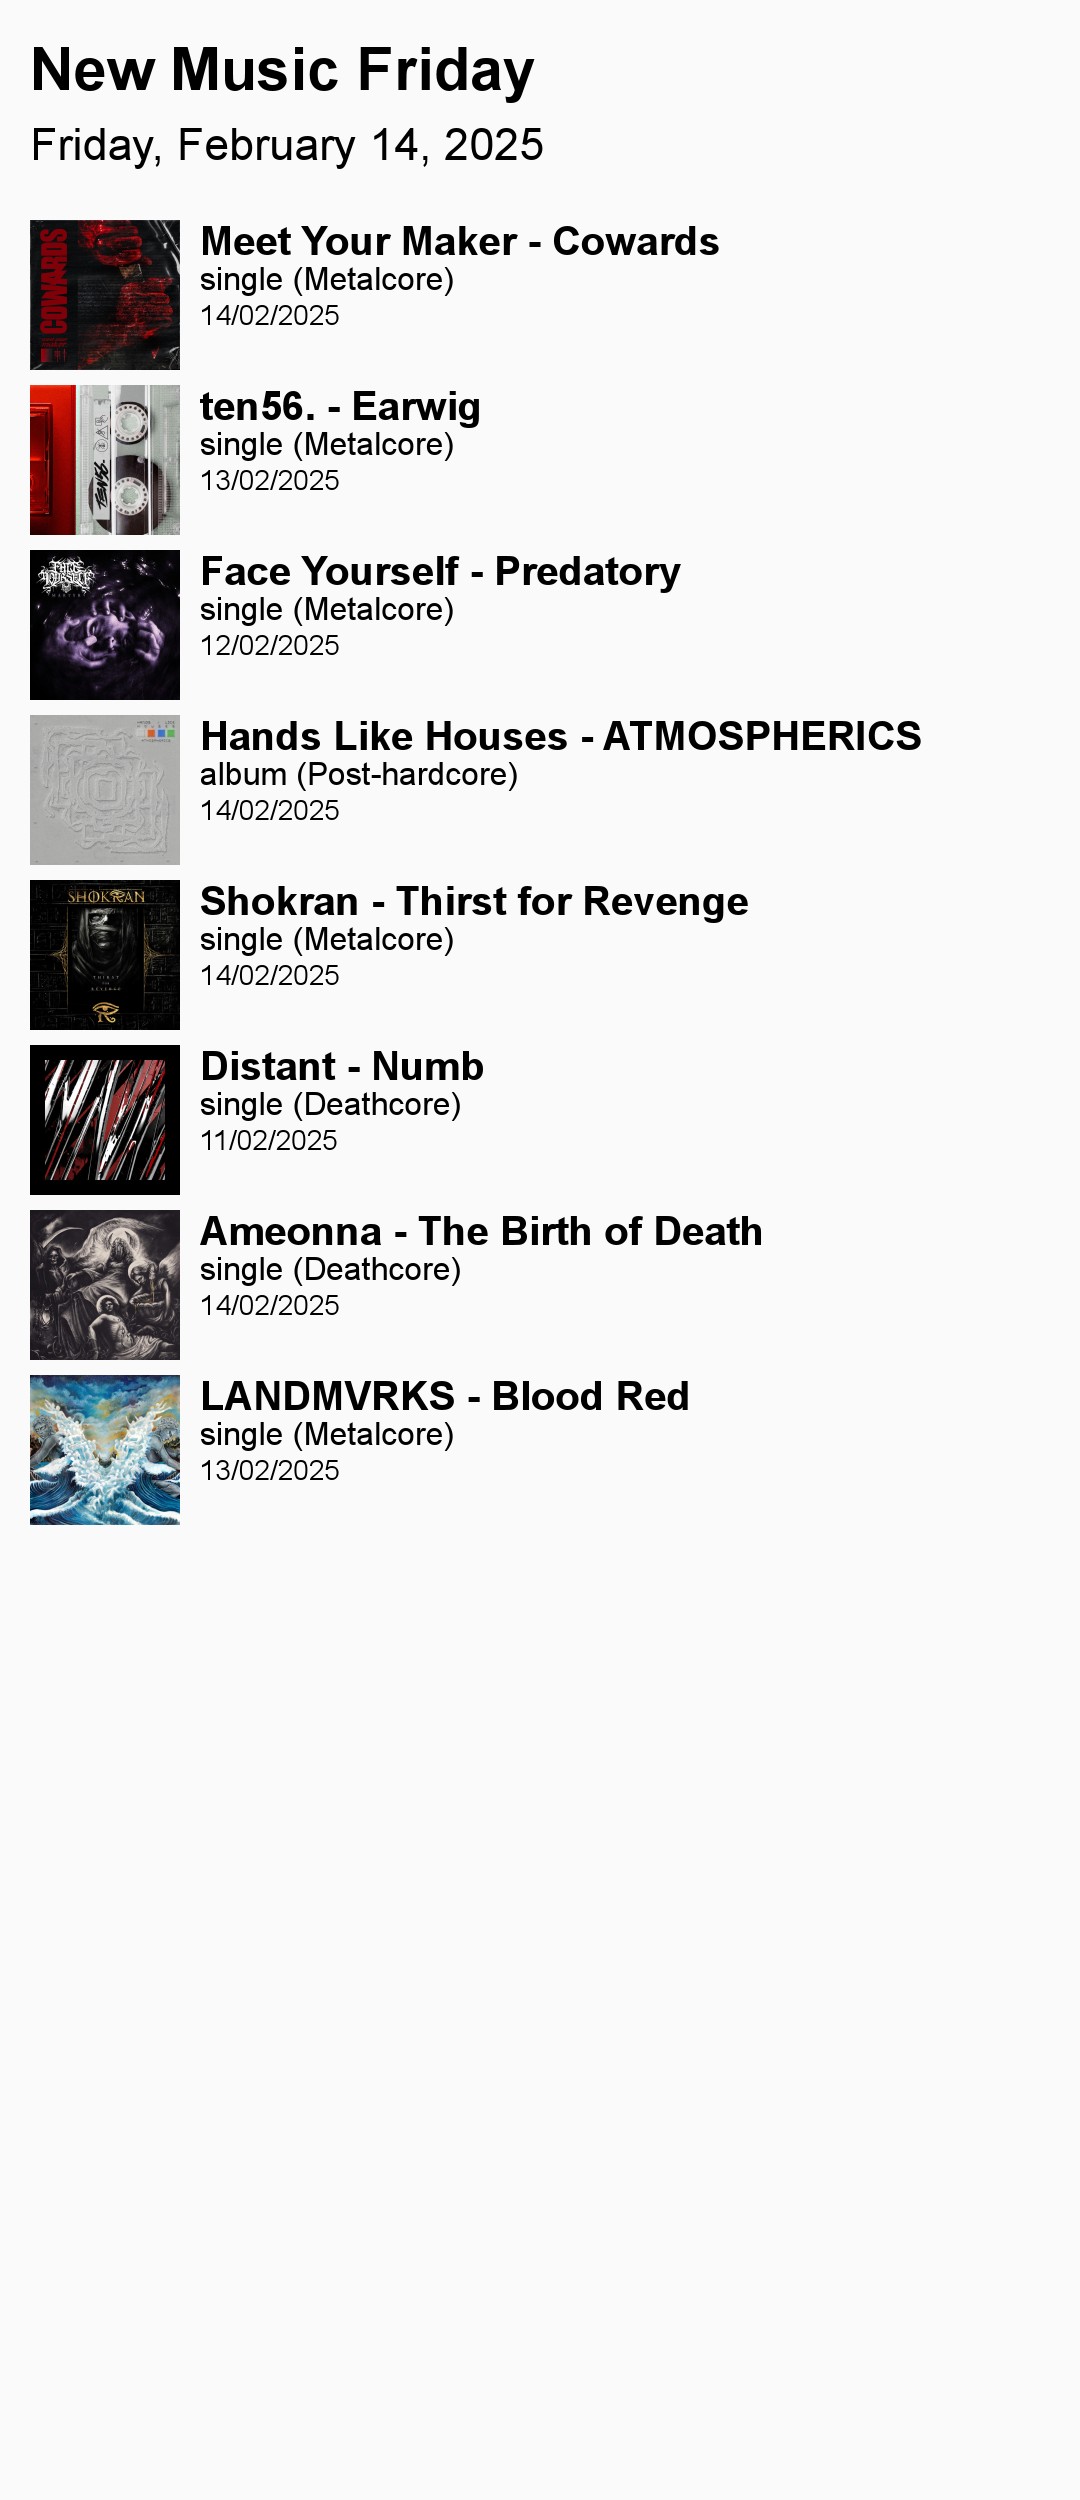 New Music Friday
Friday, February 14, 2025
COWARDS
Meet Your Maker - Cowards
single (Metalcore)
14/02/2025
TEN56.
ten56. - Earwig
single (Metalcore)
13/02/2025
FACE
YOURSELF
Face Yourself - Predatory
single (Metalcore)
12/02/2025
Hands Like Houses - ATMOSPHERICS
album (Post-hardcore)
14/02/2025
SHOKRAN
THIRST
FOR
REVENGE
Shokran - Thirst for Revenge
single (Metalcore)
14/02/2025
Distant - Numb
single (Deathcore)
11/02/2025
Ameonna - The Birth of Death
single (Deathcore)
14/02/2025
LANDMVRKS - Blood Red
single (Metalcore)
13/02/2025